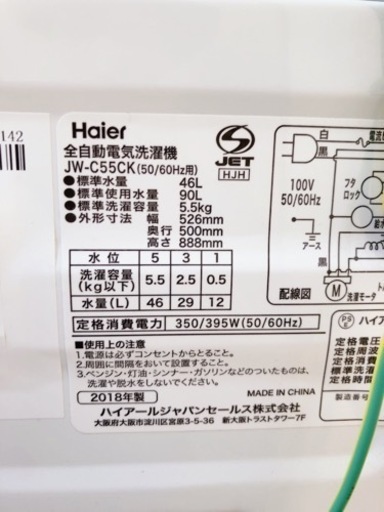 142
Haier
全自動電気洗濯機
JW-C55CK(50/60Hz用)
●標準水量 46L
●標準使用水量 90L
●標準洗濯容量 5.5kg
●外形寸法 幅 526mm
奥行 500mm
高さ 888mm
S
JET
HJH
水位 5 3 1
洗濯容量(kg以下) 5.5 2.5 0.5
水量(L) 46 29 12
定格消費電力 350/395W(50/60Hz)
■使用上の注意
1.電源は必ずコンセントからとること。
2.周囲に間隔をおいて設置すること。
3.ベンジン・灯油・シンナー・ガソリンなどのついたものは、
洗濯や脱水をしないでください。
2018年製
MADE IN CHINA
ハイアールジャパンセールス株式会社
大阪府大阪市淀川区宮原3-5-36 新大阪トラストタワー7F
白
黒
100V
50/60Hz
フタ
ロック
アース
黒
配線図
M
洗濯モータ
PS
E
定格電圧
定格周波
定格消費
定格
定格時間
製造番号